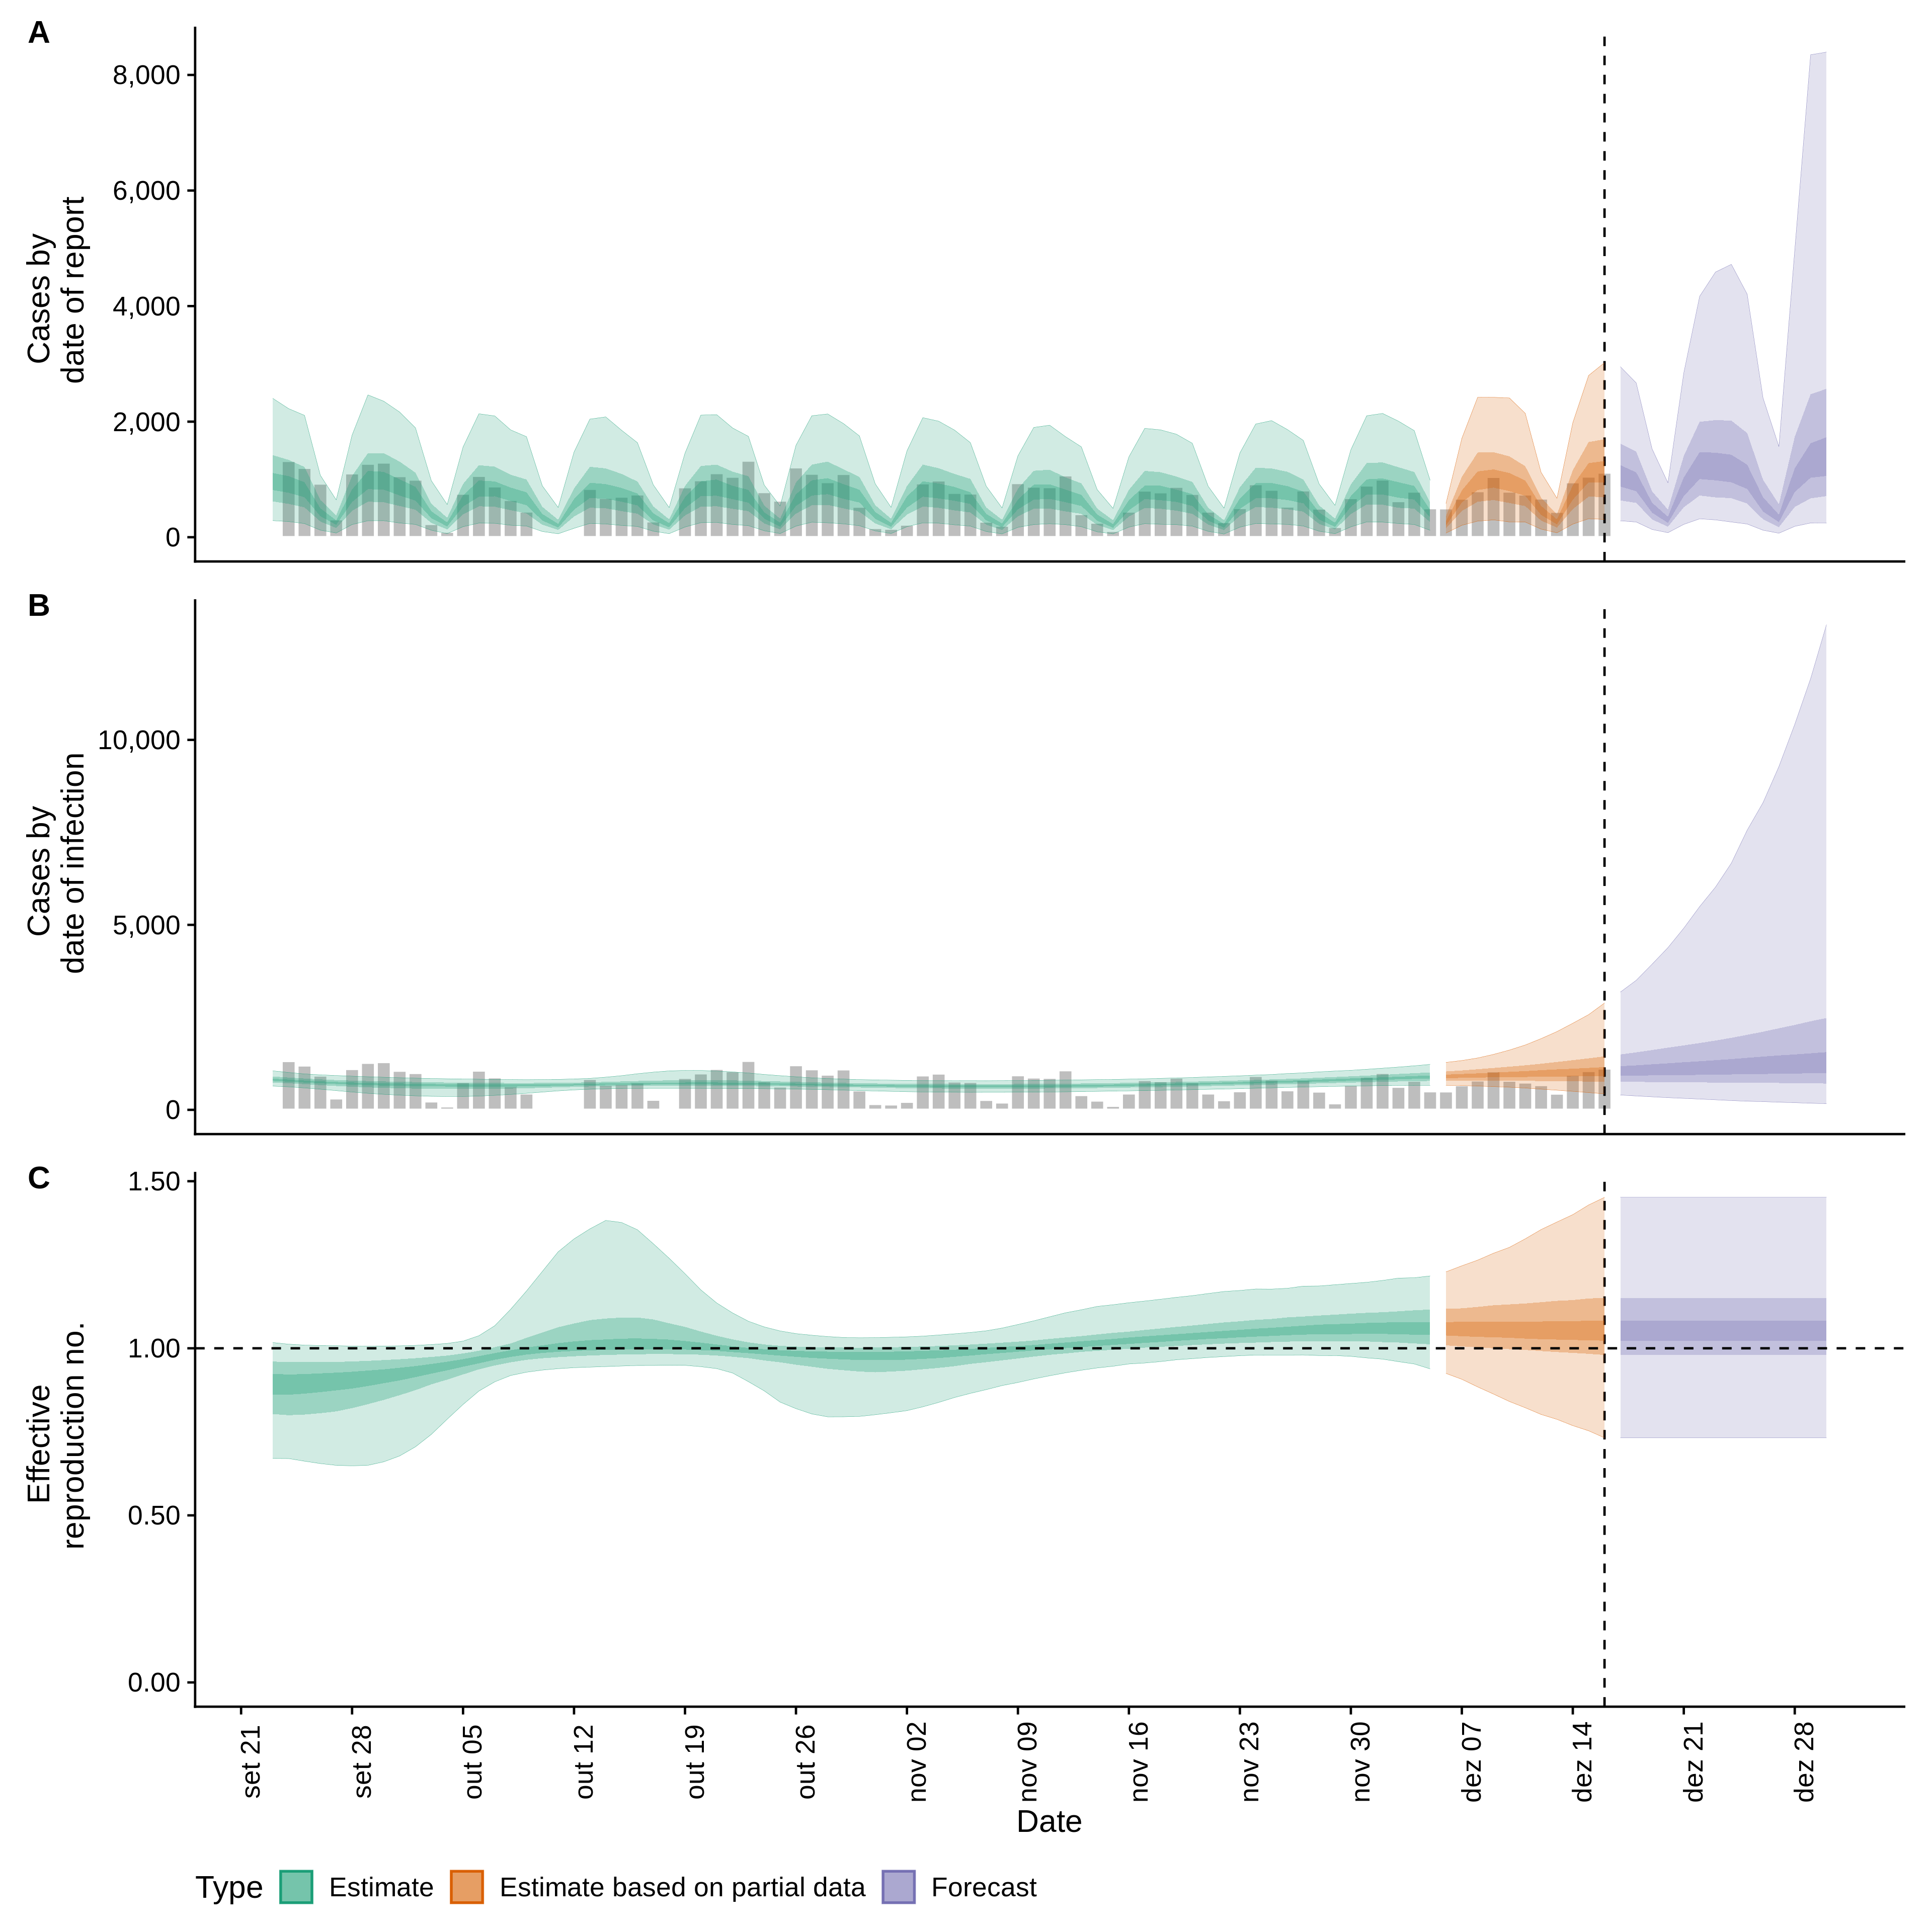 A
8,000
6,000
4,000
2,000
0
Cases by
date of report
B
10,000
5,000
0
Cases by
date of infection
C
1.50
1.00
0.50
0.00
Effective
reproduction no.
set 21
set 28
out 05
out 12
out 19
out 26
nov 02
nov 09
nov 16
nov 23
nov 30
dez 07
dez 14
dez 21
dez 28
Date
Type Estimate Estimate based on partial data Forecast